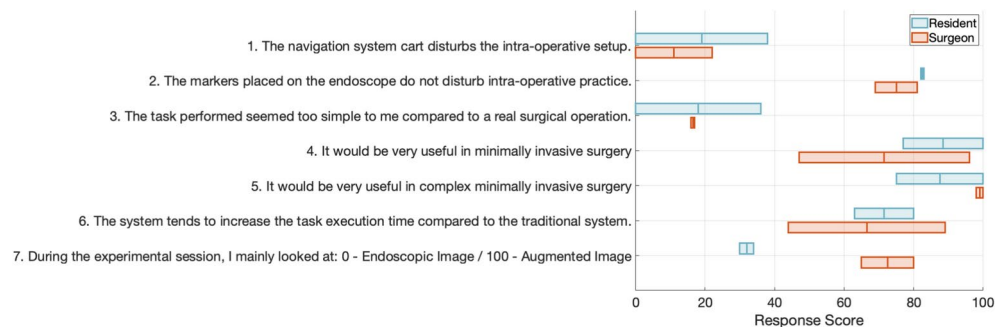 Resident
Surgeon
1. The navigation system cart disturbs the intra-operative setup.
2. The markers placed on the endoscope do not disturb intra-operative practice.
3. The task performed seemed too simple to me compared to a real surgical operation.
4. It would be very useful in minimally invasive surgery
5. It would be very useful in complex minimally invasive surgery
6. The system tends to increase the task execution time compared to the traditional system.
7. During the experimental session, I mainly looked at: 0 - Endoscopic Image / 100 - Augmented Image
0 20 40 60 80 100
Response Score